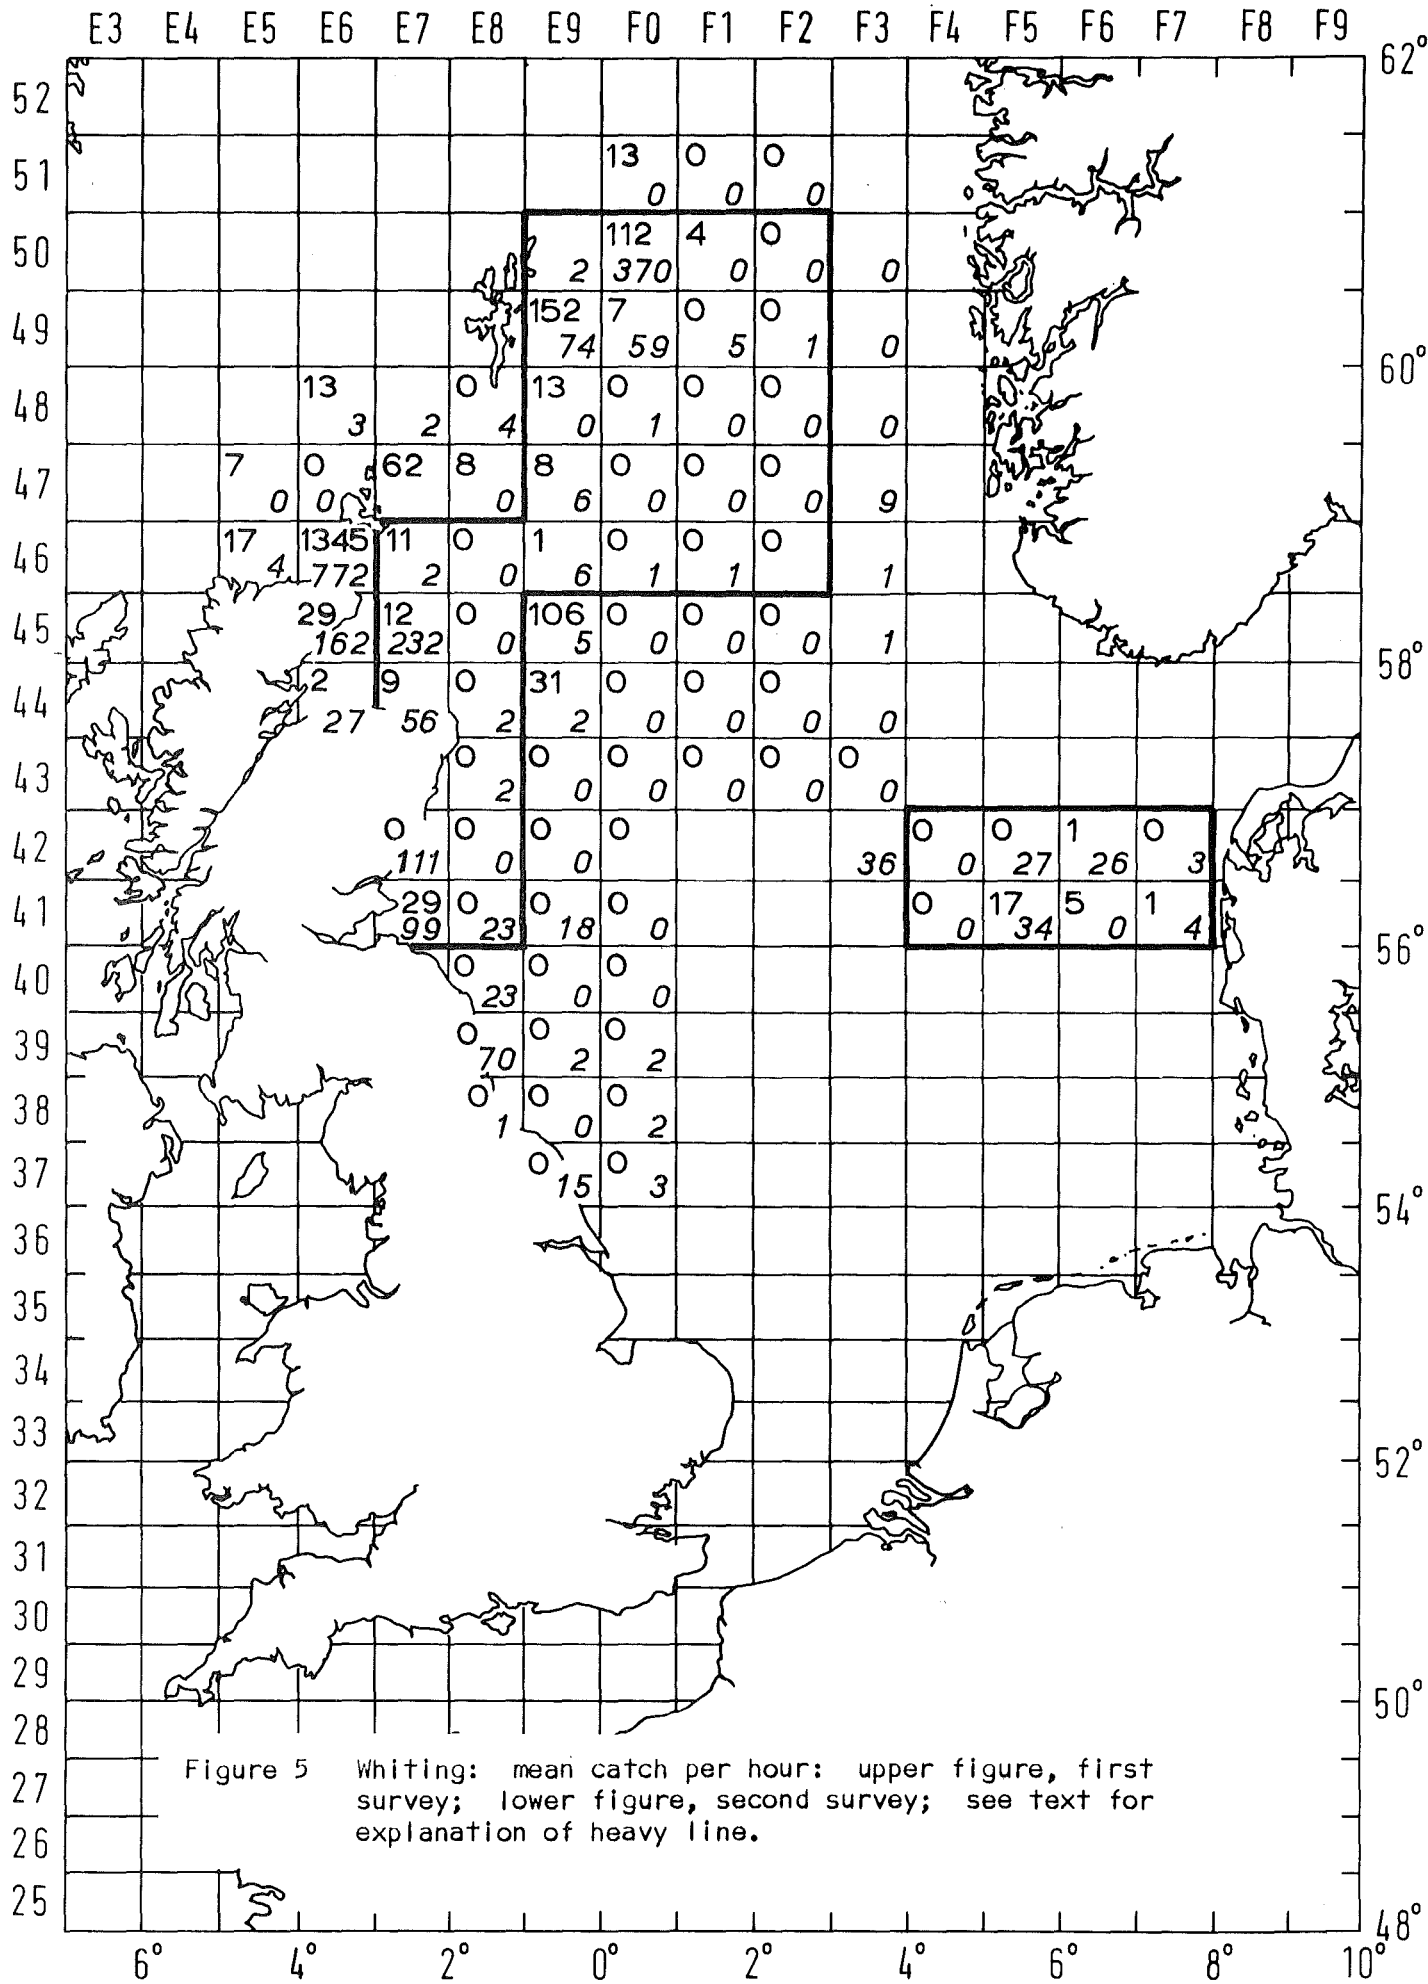 E3 E4 E5 E6 E7 E8 E9 F0 F1 F2 F3 F4 F5 F6 F7 F8 F9
62°
52
51 13 0 0
0 0 0
50 112 4 0
2 370 0 0 0
49 152 7 0 0
74 59 5 1 0
60°
48 13 0 13 0 0 0
3 2 4 0 1 0 0 0
47 7 0 62 8 8 0 0 0
0 0 0 6 0 0 0 9
46 17 1345 11 0 1 0 0 0
4 772 2 0 6 1 1 1
45 29 12 0 106 0 0 0
162 232 0 5 0 0 0 1
58°
44 2 9 0 31 0 0 0
27 56 2 2 0 0 0 0
43 0 0 0 0 0 0
2 0 0 0 0 0
42 0 0 0 0 0 0 1 0
111 0 0 36 0 27 26 3
41 29 0 0 0 0 17 5 1
99 23 18 0 0 34 0 4
56°
40 0 0 0
23 0 0
39 0 0 0
70 2 2
38 0 0 0
1 0 2
37 0 0
15 3
54°
36
35
34
33
52°
32
31
30
29
50°
28
Figure 5 Whiting: mean catch per hour: upper figure, first
27 survey; lower figure, second survey; see text for
explanation of heavy line.
26
25
48°
6° 4° 2° 0° 2° 4° 6° 8° 10°